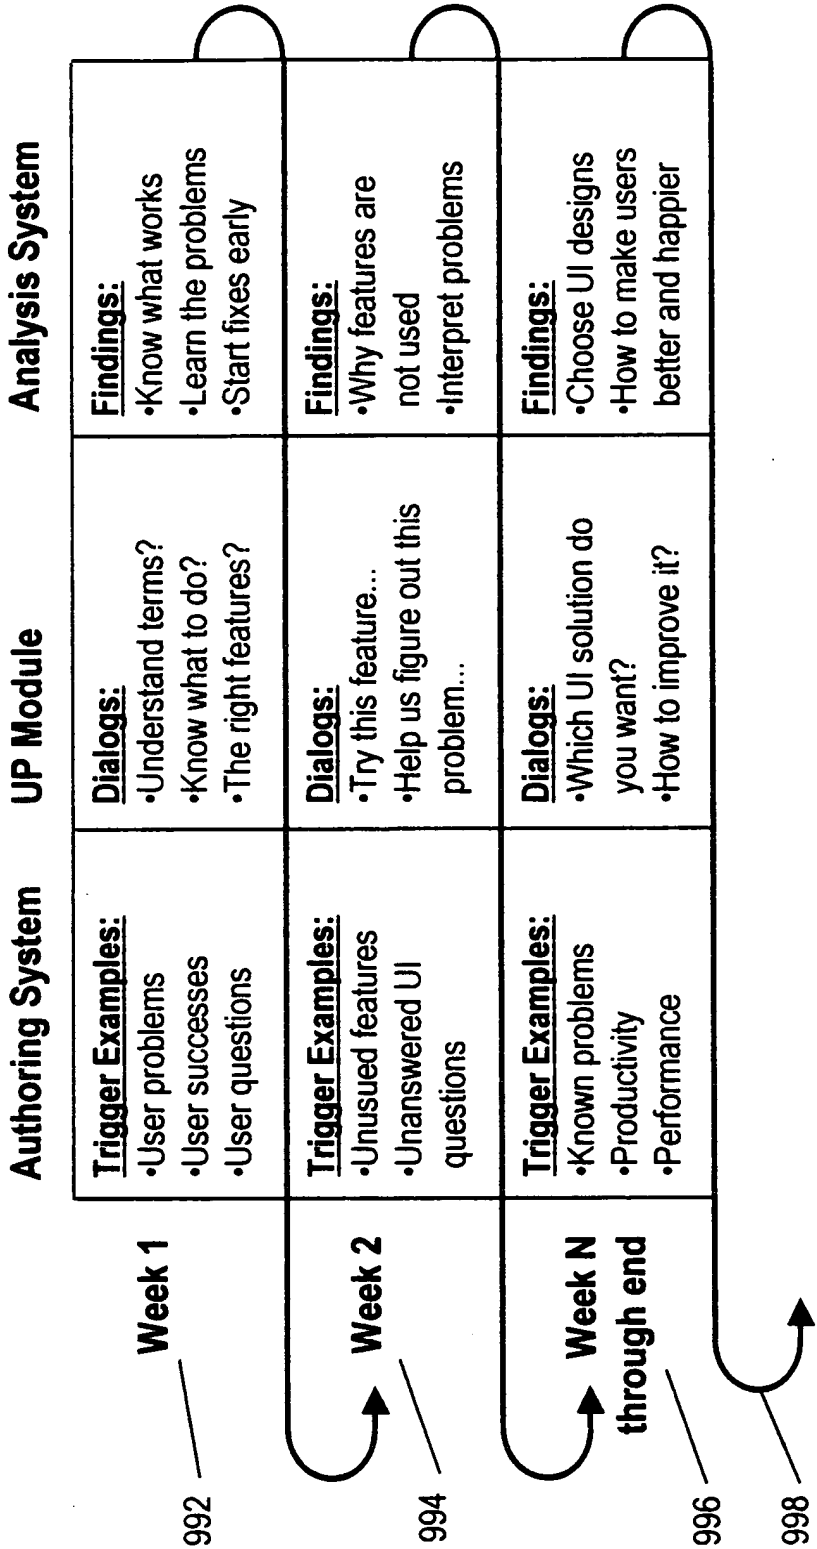 Authoring System
UP Module
Analysis System
992
Week 1
Trigger Examples:
•User problems
•User successes
•User questions
Dialogs:
•Understand terms?
•Know what to do?
•The right features?
Findings:
•Know what works
•Learn the problems
•Start fixes early
994
Week 2
Trigger Examples:
•Unusued features
•Unanswered UI
questions
Dialogs:
•Try this feature...
•Help us figure out this
problem...
Findings:
•Why features are
not used
•Interpret problems
996
Week N
through end
Trigger Examples:
•Known problems
•Productivity
•Performance
Dialogs:
•Which UI solution do
you want?
•How to improve it?
Findings:
•Choose UI designs
•How to make users
better and happier
998